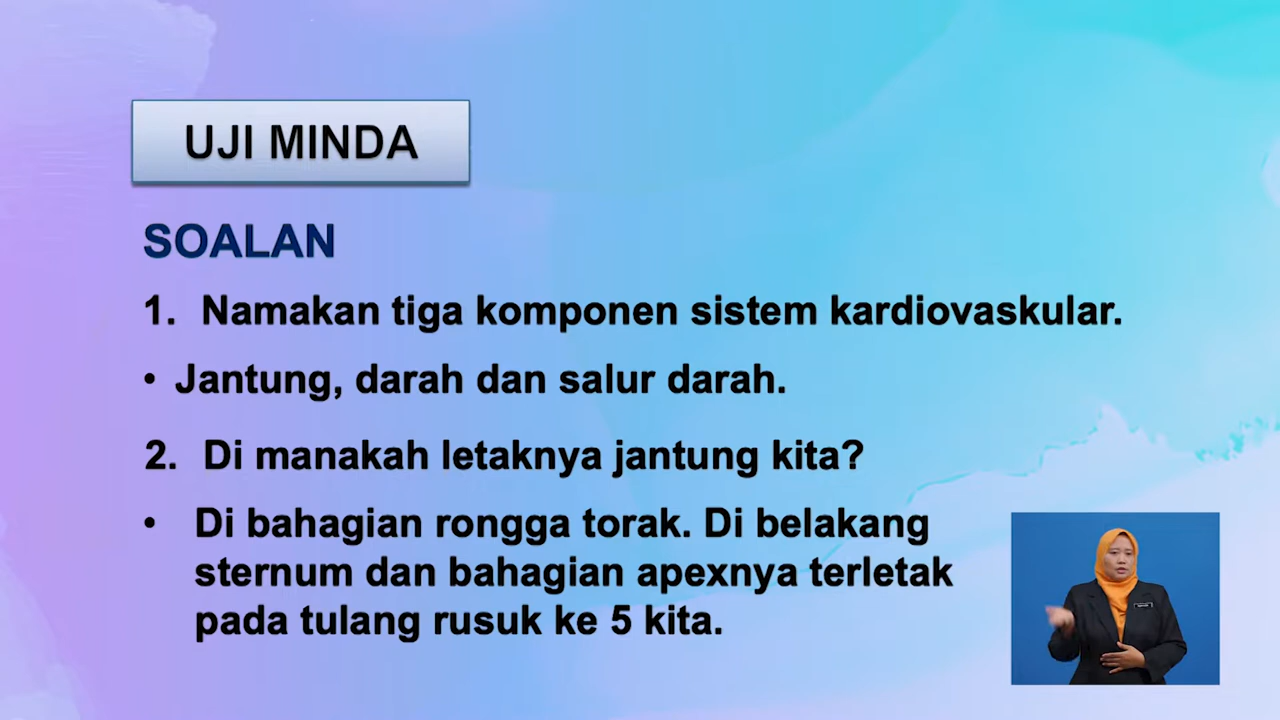 UJI MINDA
SOALAN
1. Namakan tiga komponen sistem kardiovaskular.
• Jantung, darah dan salur darah.
2. Di manakah letaknya jantung kita?
• Di bahagian rongga torak. Di belakang
sternum dan bahagian apexnya terletak
pada tulang rusuk ke 5 kita.